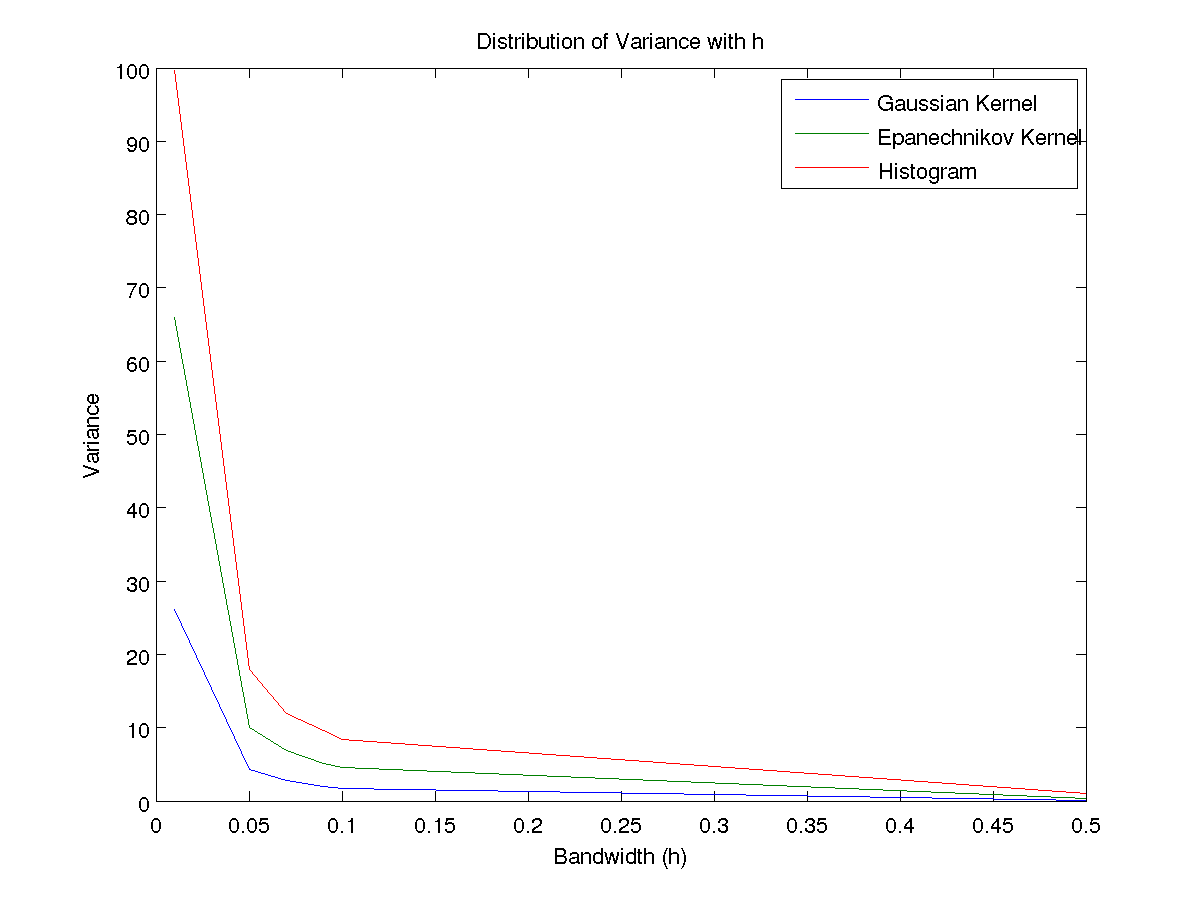 Distribution of Variance with h
Gaussian Kernel
Epanechnikov Kernel
Histogram
100
90
80
70
60
50
40
30
20
10
0
Variance
0 0.05 0.1 0.15 0.2 0.25 0.3 0.35 0.4 0.45 0.5
Bandwidth (h)